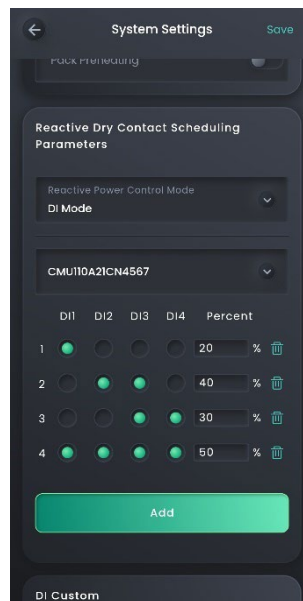 System Settings Save
Pack Preheating
Reactive Dry Contact Scheduling
Parameters
Reactive Power Control Mode
DI Mode
CMU110A21CN4567
DI1 DI2 DI3 DI4 Percent
1 20 %
2 40 %
3 30 %
4 50 %
Add
DI Custom